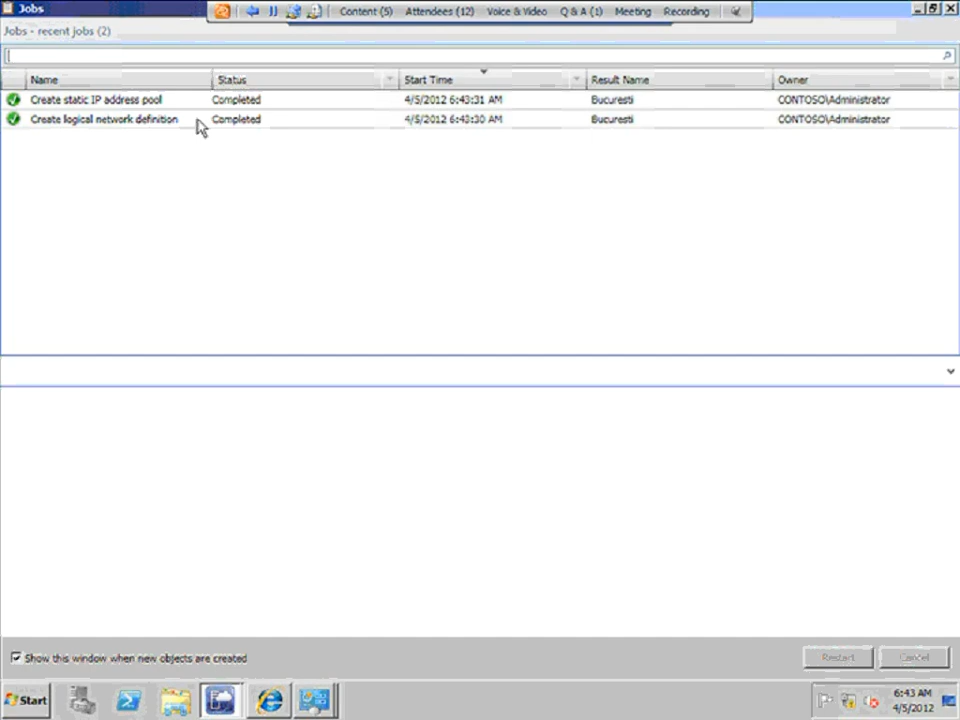 Jobs
Content (5) Attendees (12) Voice & Video Q & A (1) Meeting Recording
Jobs - recent jobs (2)
Name Status Start Time Result Name Owner
Create static IP address pool Completed 4/5/2012 6:43:31 AM Bucuresti CONTOSO\Administrator
Create logical network definition Completed 4/5/2012 6:43:30 AM Bucuresti CONTOSO\Administrator
Show this window when new objects are created Restart Cancel
Start 6:43 AM
4/5/2012